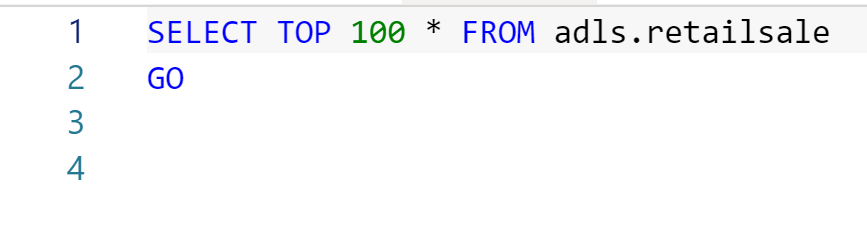 1 SELECT TOP 100 * FROM adls.retailsale
2 GO
3
4